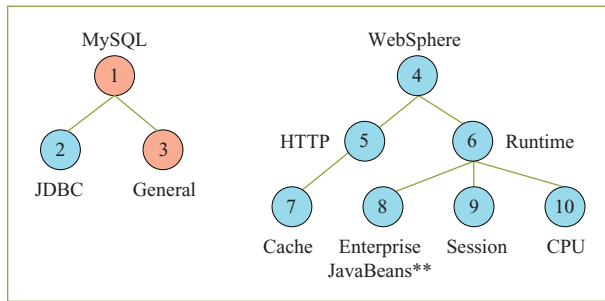 MySQL
WebSphere
1
4
HTTP
5
6
Runtime
2
3
JDBC
General
7
8
9
10
Cache
Enterprise
JavaBeans**
Session
CPU